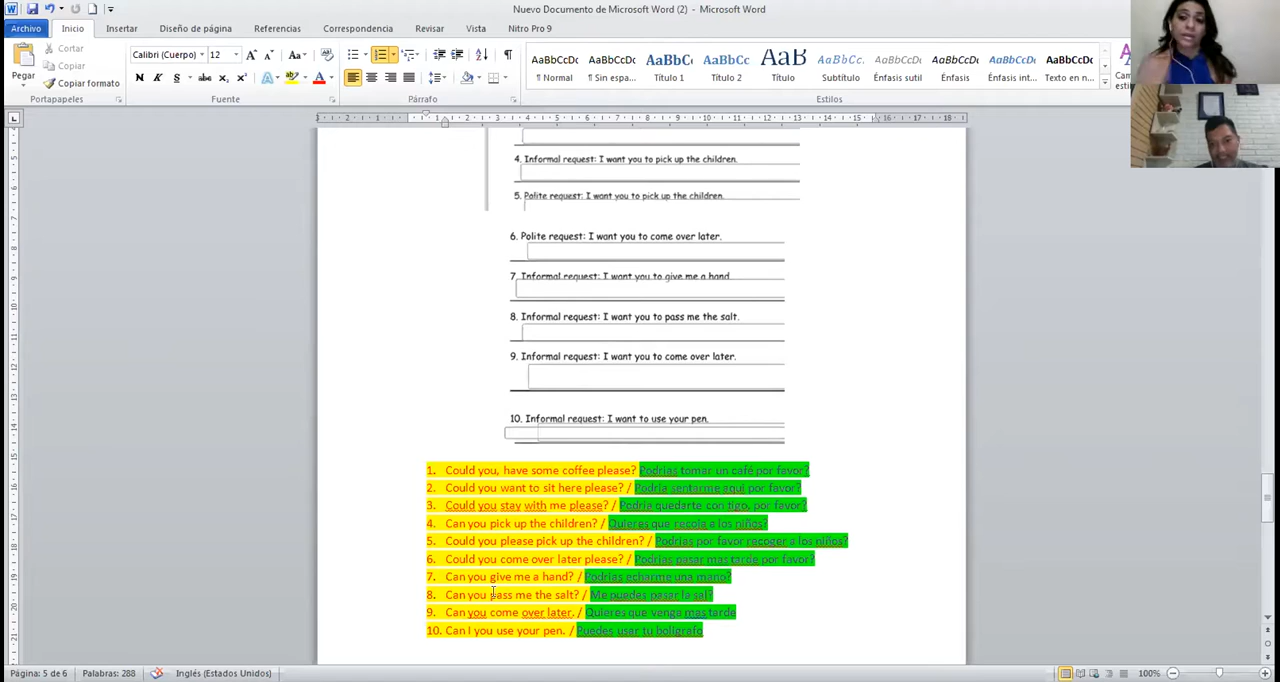 Nuevo Documento de Microsoft Word (2) - Microsoft Word
Archivo Inicio Insertar Diseño de página Referencias Correspondencia Revisar Vista Nitro Pro 9
Pegar
Cortar
Copiar
Copiar formato
Calibri (Cuerpo) 12
AaBbCcDc AaBbCcDc AaBbC( AaBbCc AaB AaBbCc( AaBbCcDc AaBbCcDc AaBbCcDc AaBbCcDc
¶ Normal ¶ Sin espa... Título 1 Título 2 Título Subtítulo Énfasis sutil Énfasis Énfasis int... Texto en n...
Portapapeles Fuente Párrafo Estilos
4. Informal request: I want you to pick up the children.
5. Polite request: I want you to pick up the children.
6. Polite request: I want you to come over later.
7. Informal request: I want you to give me a hand
8. Informal request: I want you to pass me the salt.
9. Informal request: I want you to come over later.
10. Informal request: I want to use your pen.
1. Could you, have some coffee please? Podrias tomar un café por favor?
2. Could you want to sit here please? / Podria sentarme aqui por favor?
3. Could you stay with me please? / Podria quedarte con tigo, por favor?
4. Can you pick up the children? / Quieres que recoja a los niños?
5. Could you please pick up the children? / Podrias por favor recoger a los niños?
6. Could you come over later please? / Podrias pasar mas tarde por favor?
7. Can you give me a hand? / Podrias echarme una mano?
8. Can you pass me the salt? / Me puedes pasar la sal?
9. Can you come over later. / Quieres que venga mas tarde
10. Can I you use your pen. / Puedes usar tu boligrafo
Página: 5 de 6 Palabras: 288 Inglés (Estados Unidos) 100%